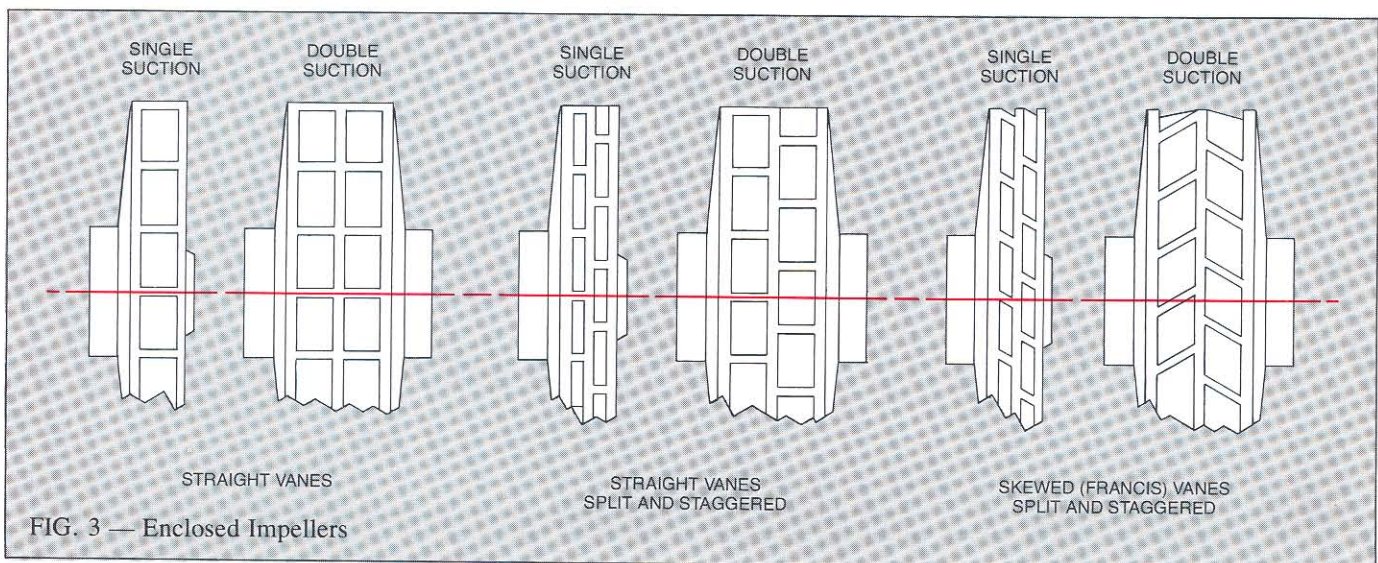 SINGLE
SUCTION
DOUBLE
SUCTION
SINGLE
SUCTION
DOUBLE
SUCTION
SINGLE
SUCTION
DOUBLE
SUCTION
STRAIGHT VANES
STRAIGHT VANES
SPLIT AND STAGGERED
SKEWED (FRANCIS) VANES
SPLIT AND STAGGERED
FIG. 3 — Enclosed Impellers